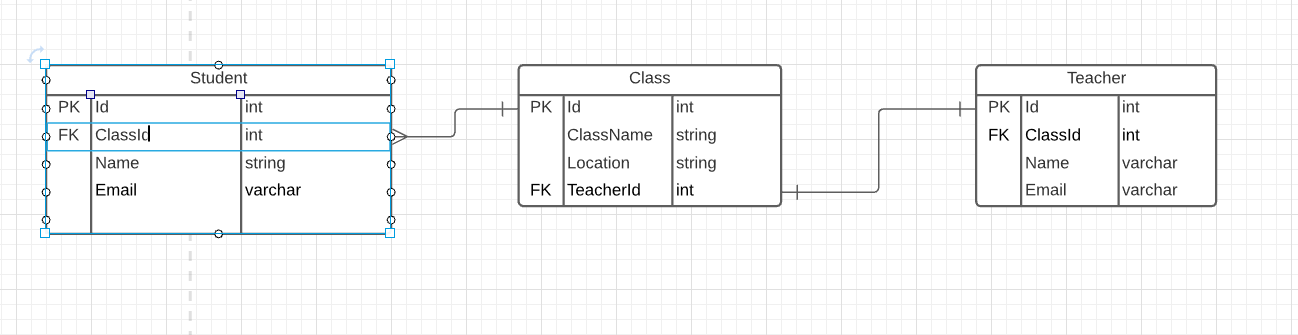 Student
PK Id int
FK ClassId int
Name string
Email varchar
Class
PK Id int
ClassName string
Location string
FK TeacherId int
Teacher
PK Id int
FK ClassId int
Name varchar
Email varchar